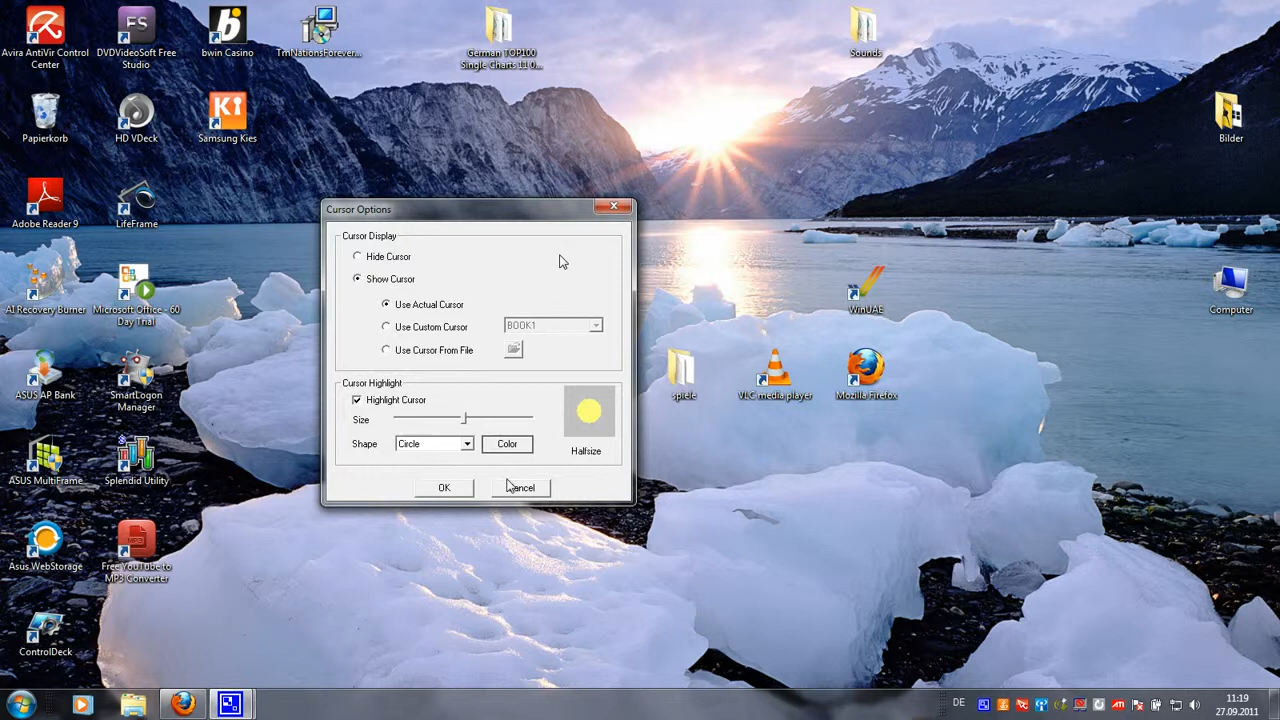 Avira AntiVir Control
Center
DVDVideoSoft Free
Studio
bwin Casino
TmNationsForever...
German TOP100
Single Charts 11 0...
Sounds
Papierkorb
HD VDeck
Samsung Kies
Bilder
Adobe Reader 9
LifeFrame
AI Recovery Burner
Microsoft Office - 60
Day Trial
WinUAE
Computer
ASUS AP Bank
SmartLogon
Manager
spiele
VLC media player
Mozilla Firefox
ASUS MultiFrame
Splendid Utility
Asus WebStorage
Free YouTube to
MP3 Converter
ControlDeck
FS
b
Ki
MP3
Cursor Options
Cursor Display
Hide Cursor
Show Cursor
Use Actual Cursor
Use Custom Cursor
BOOK1
Use Cursor From File
Cursor Highlight
Highlight Cursor
Size
Shape
Circle
Color
Halfsize
OK
Cancel
DE
ATI
11:19
27.09.2011